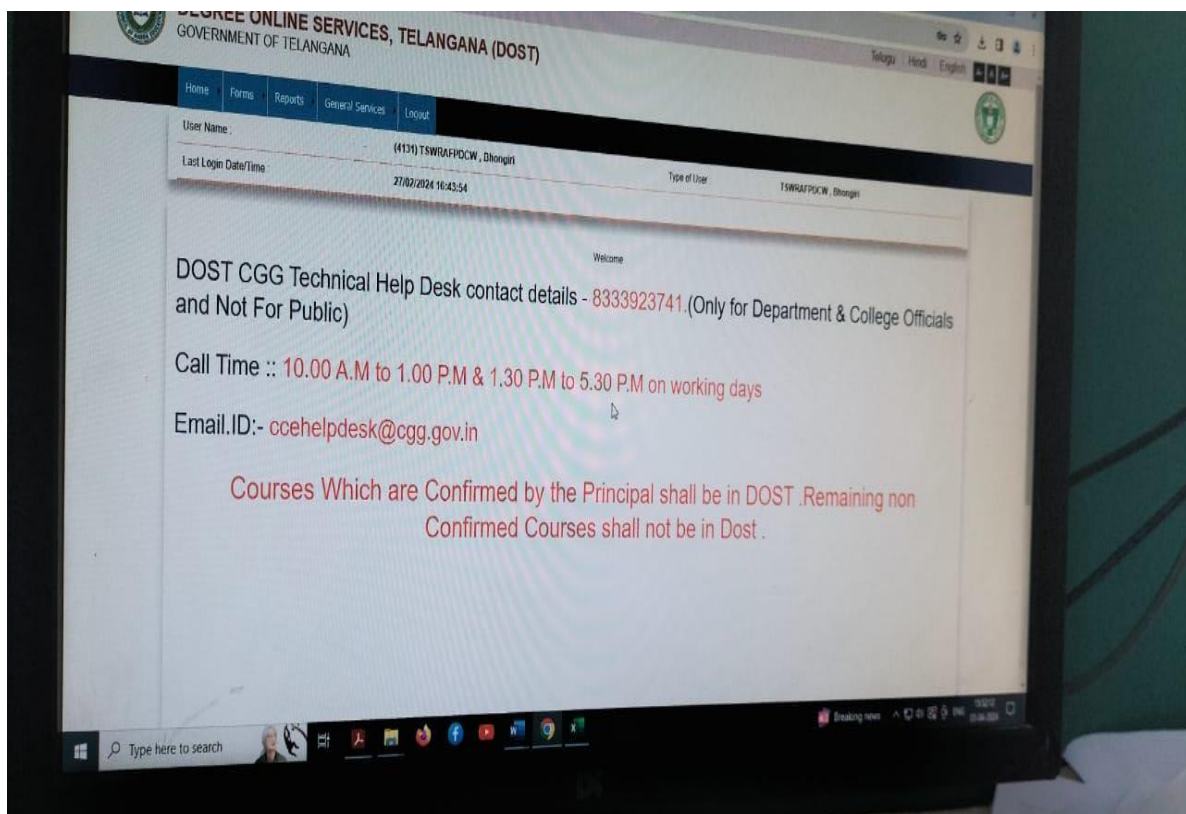 DEGREE ONLINE SERVICES, TELANGANA (DOST)
GOVERNMENT OF TELANGANA
Telugu Hindi English
Home Forms Reports General Services Logout
User Name : (4131) TSWRAFPDCW , Bhongiri Type of User TSWRAFPDCW , Bhongiri
Last Login Date/Time 27/02/2024 16:43:54
Welcome
DOST CGG Technical Help Desk contact details - 8333923741.(Only for Department & College Officials
and Not For Public)
Call Time :: 10.00 A.M to 1.00 P.M & 1.30 P.M to 5.30 P.M on working days
Email.ID:- ccehelpdesk@cgg.gov.in
Courses Which are Confirmed by the Principal shall be in DOST .Remaining non
Confirmed Courses shall not be in Dost .
Type here to search
Breaking news
ENG